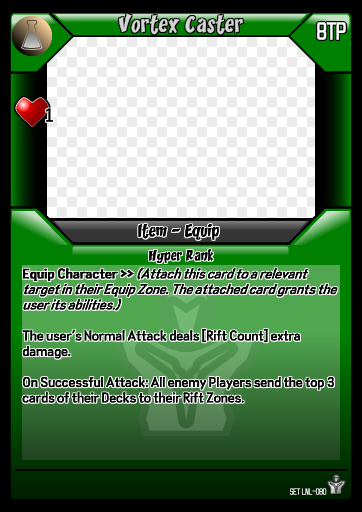 Vortex Caster
8TP
1
Item - Equip
Hyper Rank
Equip Character >> (Attach this card to a relevant
target in their Equip Zone. The attached card grants the
user its abilities.)
The user's Normal Attack deals [Rift Count] extra
damage.
On Successful Attack: All enemy Players send the top 3
cards of their Decks to their Rift Zones.
SET LNL-080